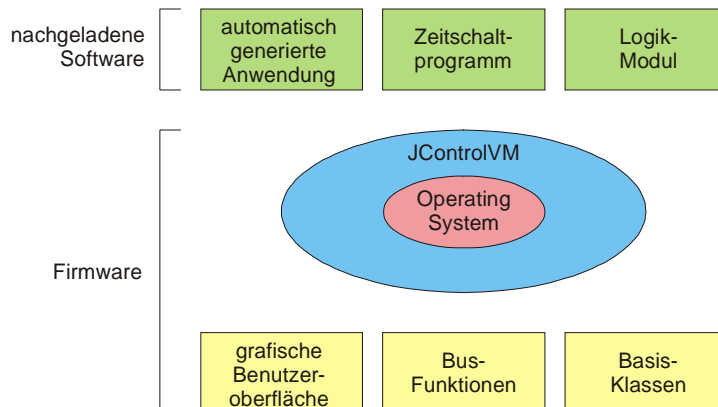 nachgeladene
Software
automatisch
generierte
Anwendung
Zeitschalt-
programm
Logik-
Modul
JControlVM
Operating
System
Firmware
grafische
Benutzer-
oberfläche
Bus-
Funktionen
Basis-
Klassen